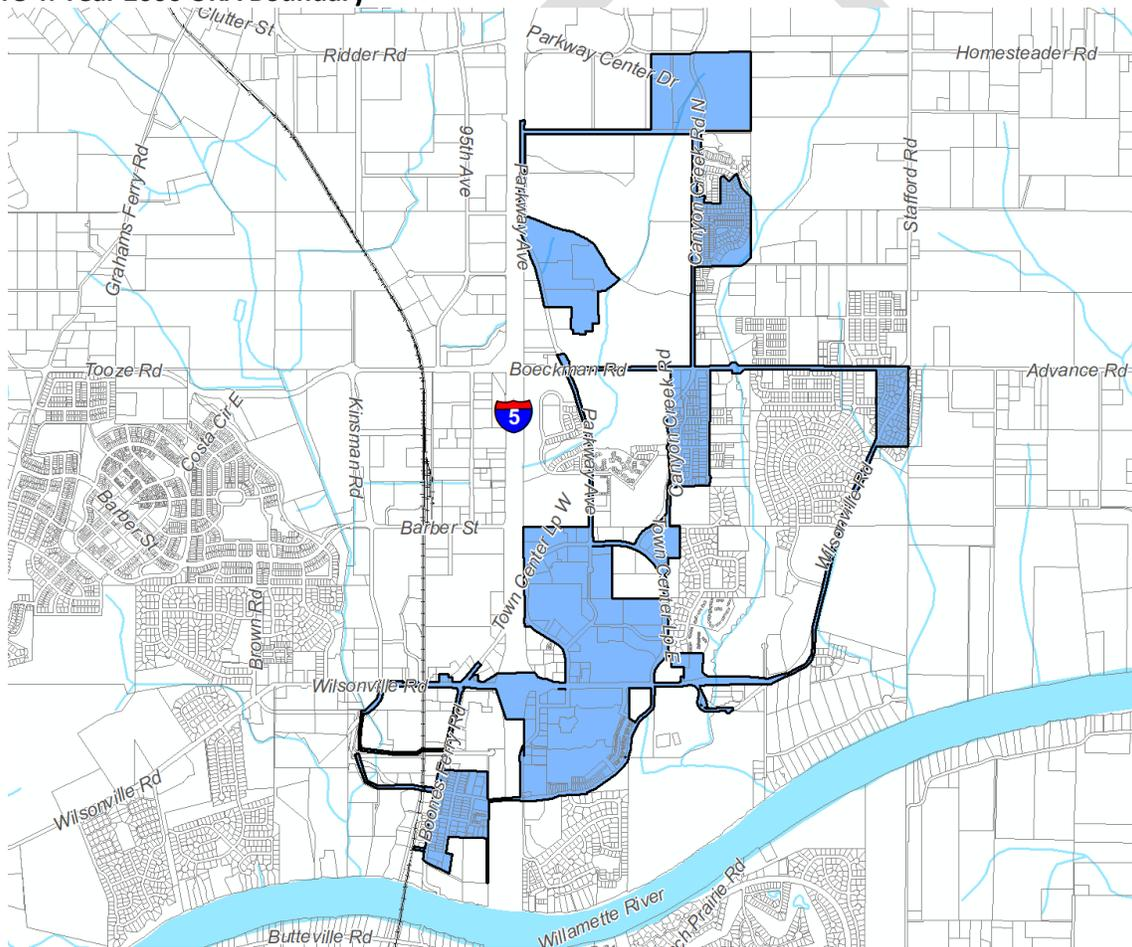 Clutter St
Ridder Rd
Parkway Center Dr
Homesteader Rd
95th Ave
Canyon Creek Rd N
Stafford Rd
Grahams Ferry Rd
Parkway Ave
Tooze Rd
Boeckman Rd
Advance Rd
5
Costa Cir E
Kinsman Rd
Canyon Creek Rd
Parkway Ave
Barber St
Barber St
Town Center Lp W
Town Center Lp E
Wilsonville Rd
Brown Rd
Wilsonville Rd
Boones Ferry Rd
Wilsonville Rd
Willamette River
ch Prairie Rd
Butteville Rd